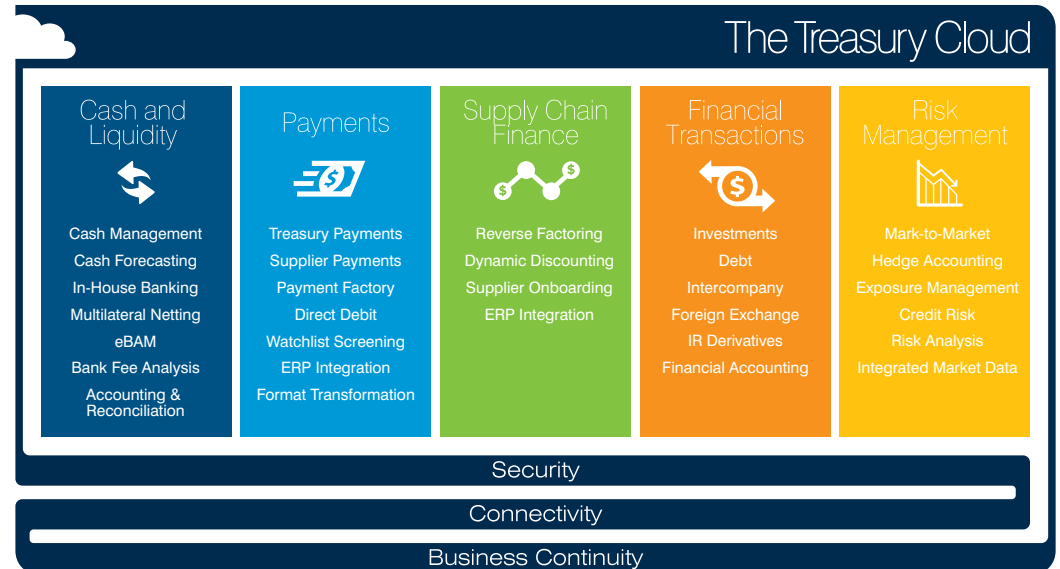 The Treasury Cloud
Cash and
Liquidity
Cash Management
Cash Forecasting
In-House Banking
Multilateral Netting
eBAM
Bank Fee Analysis
Accounting &
Reconciliation
Payments
$
Treasury Payments
Supplier Payments
Payment Factory
Direct Debit
Watchlist Screening
ERP Integration
Format Transformation
Supply Chain
Finance
$
$
Reverse Factoring
Dynamic Discounting
Supplier Onboarding
ERP Integration
Financial
Transactions
$
Investments
Debt
Intercompany
Foreign Exchange
IR Derivatives
Financial Accounting
Risk
Management
Mark-to-Market
Hedge Accounting
Exposure Management
Credit Risk
Risk Analysis
Integrated Market Data
Security
Connectivity
Business Continuity